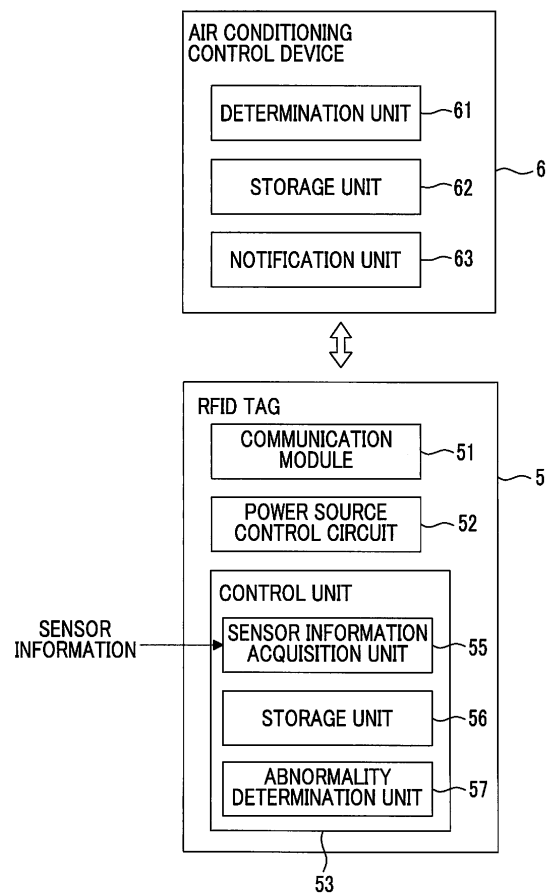 AIR CONDITIONING
CONTROL DEVICE
DETERMINATION UNIT
61
STORAGE UNIT
62
6
NOTIFICATION UNIT
63
RFID TAG
COMMUNICATION
MODULE
51
5
POWER SOURCE
CONTROL CIRCUIT
52
CONTROL UNIT
SENSOR
INFORMATION
SENSOR INFORMATION
ACQUISITION UNIT
55
STORAGE UNIT
56
ABNORMALITY
DETERMINATION UNIT
57
53